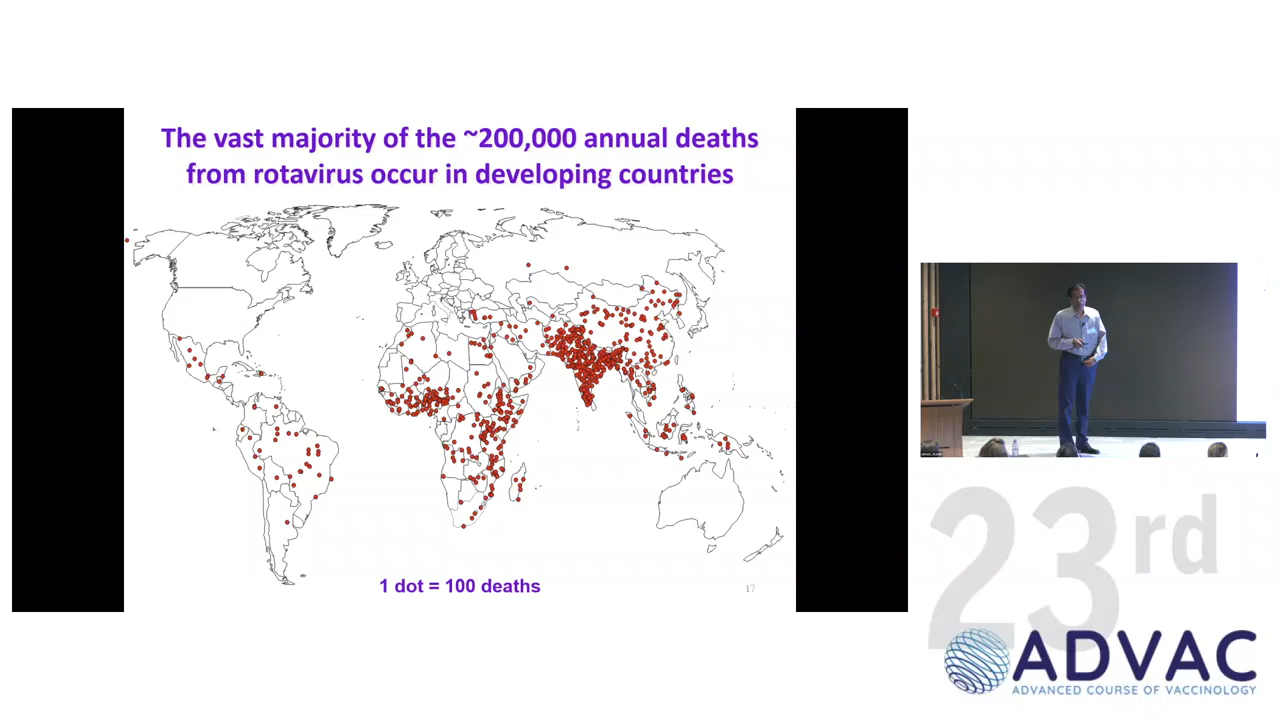 The vast majority of the ~200,000 annual deaths
from rotavirus occur in developing countries
1 dot = 100 deaths
17
23rd
ADVAC
ADVANCED COURSE OF VACCINOLOGY